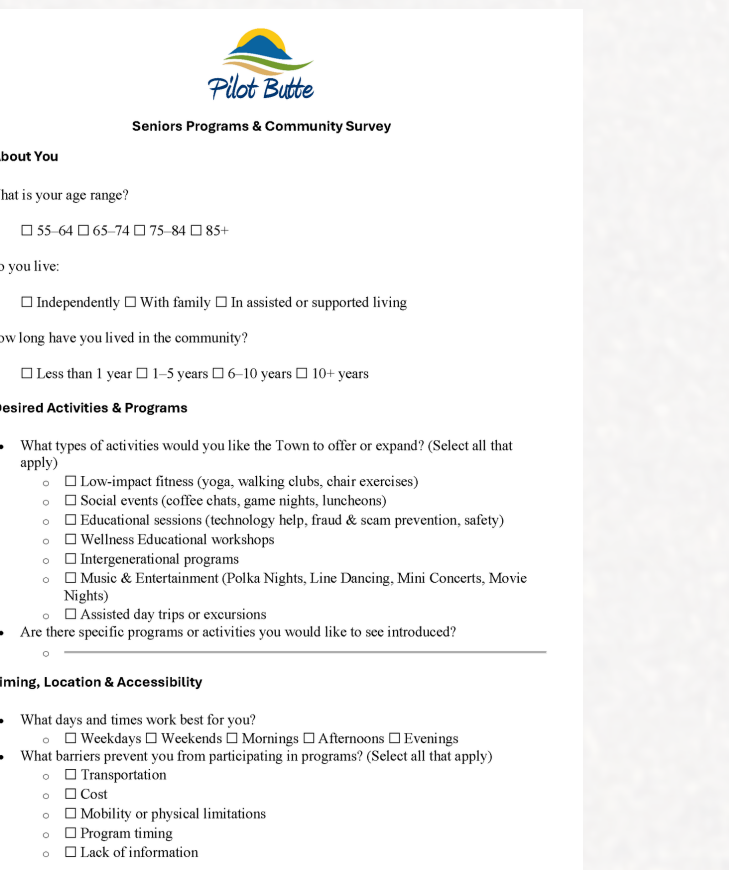 Pilot Butte
Seniors Programs & Community Survey
bout You
hat is your age range?
☐ 55–64 ☐ 65–74 ☐ 75–84 ☐ 85+
o you live:
☐ Independently ☐ With family ☐ In assisted or supported living
ow long have you lived in the community?
☐ Less than 1 year ☐ 1–5 years ☐ 6–10 years ☐ 10+ years
esired Activities & Programs
• What types of activities would you like the Town to offer or expand? (Select all that
apply)
○ ☐ Low-impact fitness (yoga, walking clubs, chair exercises)
○ ☐ Social events (coffee chats, game nights, luncheons)
○ ☐ Educational sessions (technology help, fraud & scam prevention, safety)
○ ☐ Wellness Educational workshops
○ ☐ Intergenerational programs
○ ☐ Music & Entertainment (Polka Nights, Line Dancing, Mini Concerts, Movie
Nights)
○ ☐ Assisted day trips or excursions
• Are there specific programs or activities you would like to see introduced?
○
iming, Location & Accessibility
• What days and times work best for you?
○ ☐ Weekdays ☐ Weekends ☐ Mornings ☐ Afternoons ☐ Evenings
• What barriers prevent you from participating in programs? (Select all that apply)
○ ☐ Transportation
○ ☐ Cost
○ ☐ Mobility or physical limitations
○ ☐ Program timing
○ ☐ Lack of information